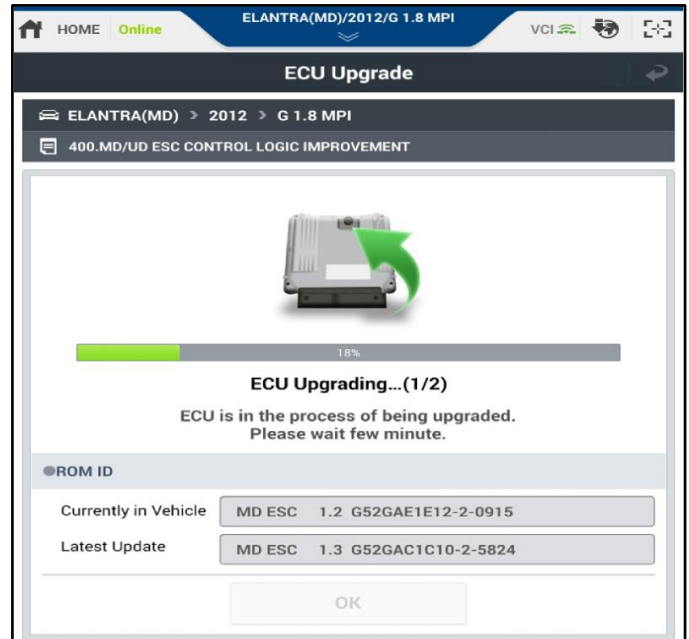 HOME Online ELANTRA(MD)/2012/G 1.8 MPI VCI
ECU Upgrade
ELANTRA(MD) > 2012 > G 1.8 MPI
400.MD/UD ESC CONTROL LOGIC IMPROVEMENT
18%
ECU Upgrading...(1/2)
ECU is in the process of being upgraded.
Please wait few minute.
ROM ID
Currently in Vehicle MD ESC 1.2 G52GAE1E12-2-0915
Latest Update MD ESC 1.3 G52GAC1C10-2-5824
OK